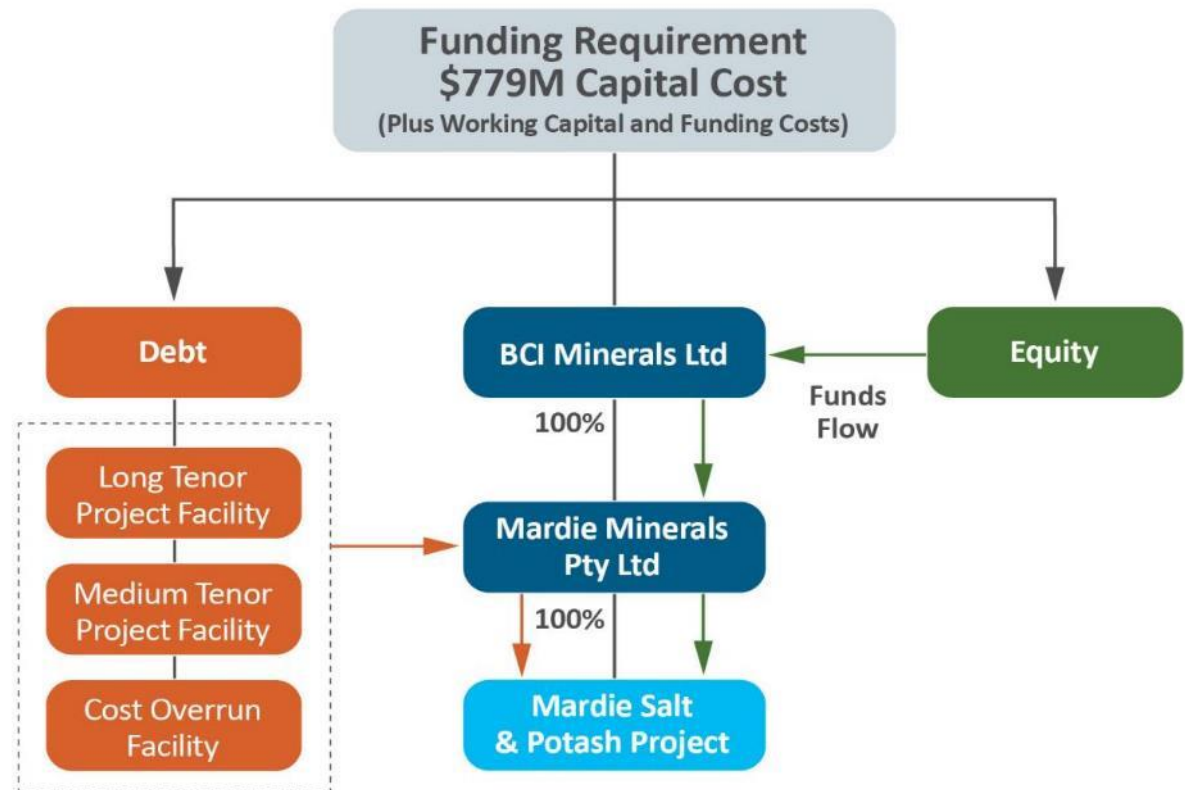 Funding Requirement
$779M Capital Cost
(Plus Working Capital and Funding Costs)
Debt
BCI Minerals Ltd
Equity
Funds
Flow
100%
Long Tenor
Project Facility
Mardie Minerals
Pty Ltd
Medium Tenor
Project Facility
100%
Cost Overrun
Facility
Mardie Salt
& Potash Project